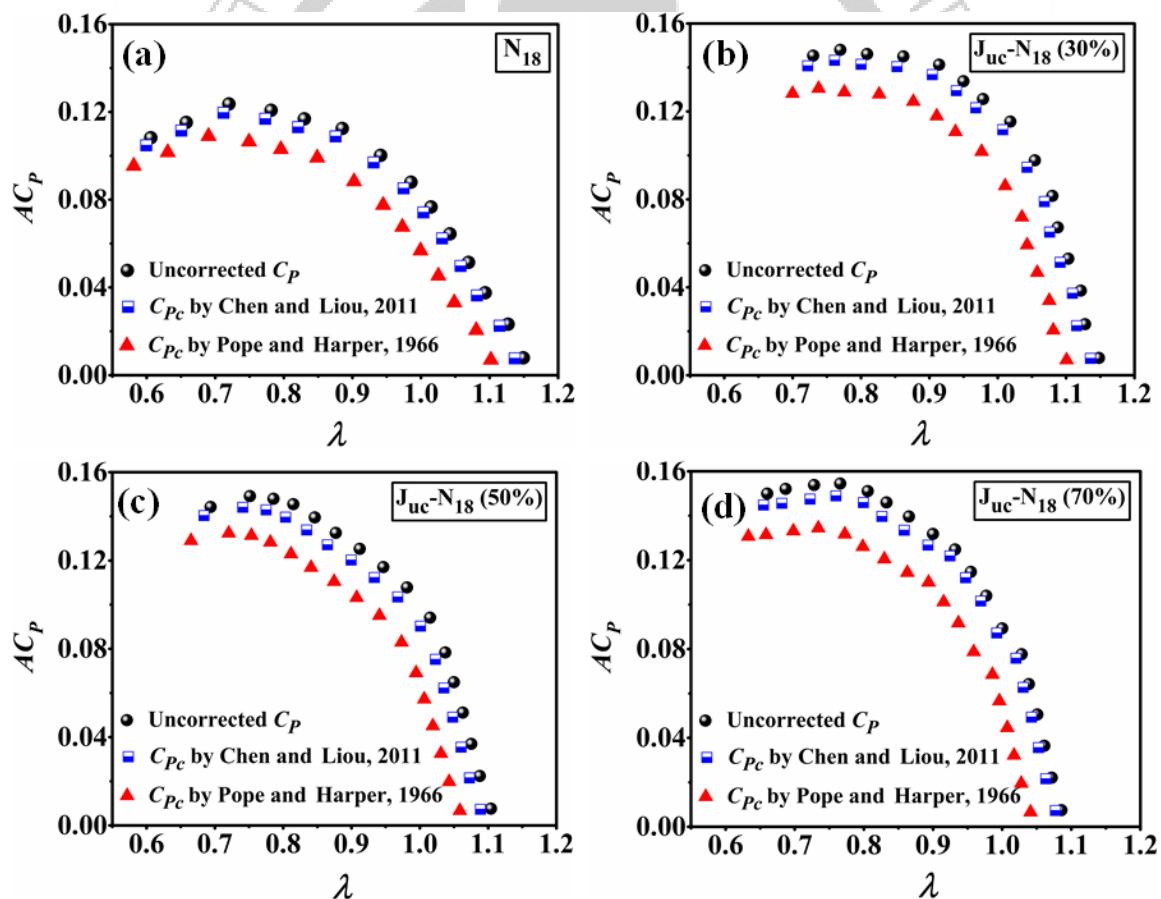 (a)
N18
0.16
0.12
0.08
0.04
0.00
ACP
Uncorrected CP
CPc by Chen and Liou, 2011
CPc by Pope and Harper, 1966
0.6 0.7 0.8 0.9 1.0 1.1 1.2
λ
(b)
Juc-N18 (30%)
0.16
0.12
0.08
0.04
0.00
ACP
Uncorrected CP
CPc by Chen and Liou, 2011
CPc by Pope and Harper, 1966
0.6 0.7 0.8 0.9 1.0 1.1 1.2
λ
(c)
Juc-N18 (50%)
0.16
0.12
0.08
0.04
0.00
ACP
Uncorrected CP
CPc by Chen and Liou, 2011
CPc by Pope and Harper, 1966
0.6 0.7 0.8 0.9 1.0 1.1 1.2
λ
(d)
Juc-N18 (70%)
0.16
0.12
0.08
0.04
0.00
ACP
Uncorrected CP
CPc by Chen and Liou, 2011
CPc by Pope and Harper, 1966
0.6 0.7 0.8 0.9 1.0 1.1 1.2
λ